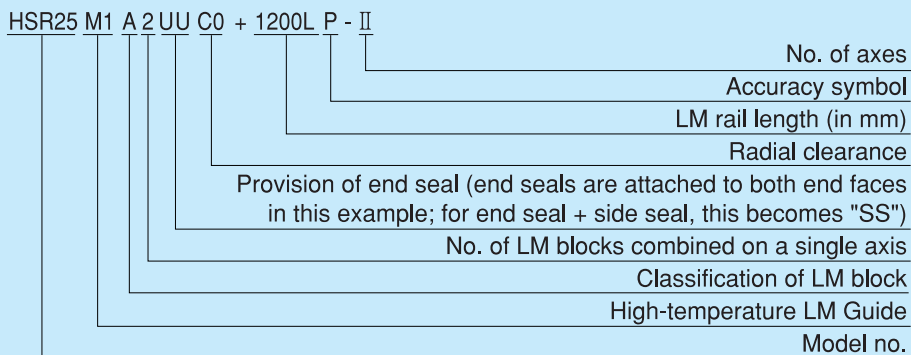 HSR25 M1 A 2 UU C0 + 1200L P - Ⅱ
No. of axes
Accuracy symbol
LM rail length (in mm)
Radial clearance
Provision of end seal (end seals are attached to both end faces
in this example; for end seal + side seal, this becomes "SS")
No. of LM blocks combined on a single axis
Classification of LM block
High-temperature LM Guide
Model no.